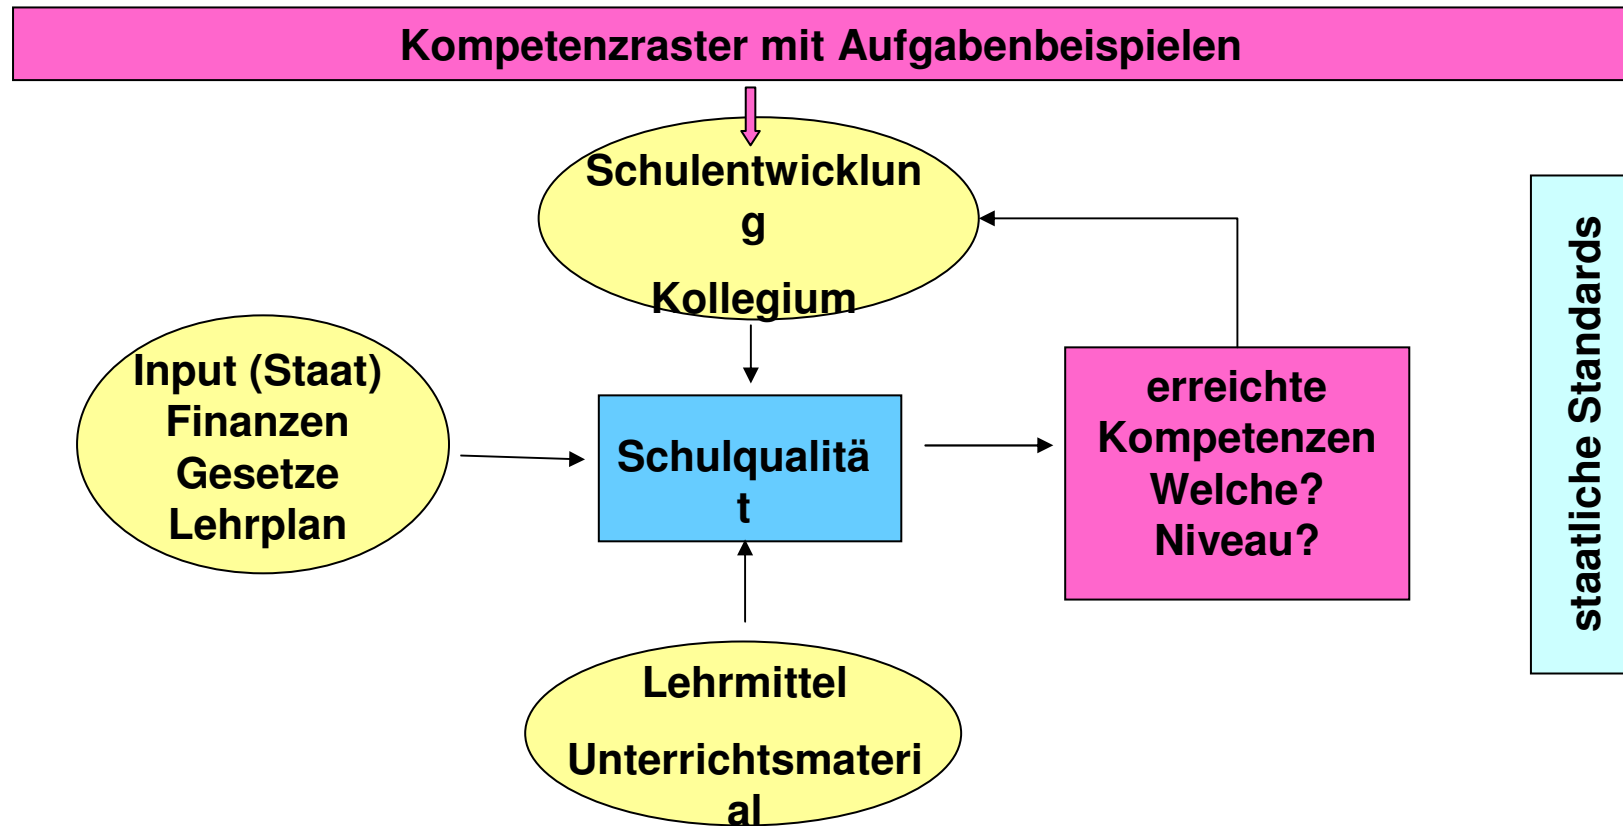 Kompetenzraster mit Aufgabenbeispielen
Schulentwicklun
g
Kollegium
Input (Staat)
Finanzen
Gesetze
Lehrplan
Schulqualitä
t
erreichte
Kompetenzen
Welche?
Niveau?
staatliche Standards
Lehrmittel
Unterrichtsmateri
al